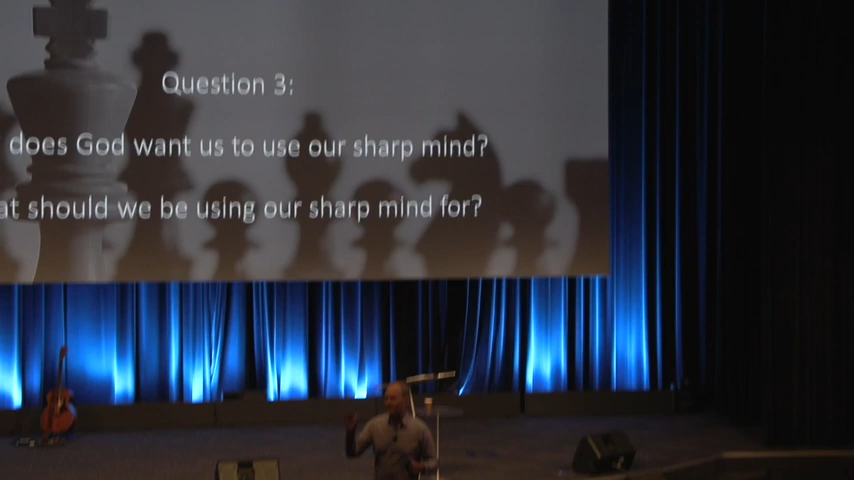 Question 3:
does God want us to use our sharp mind?
at should we be using our sharp mind for?